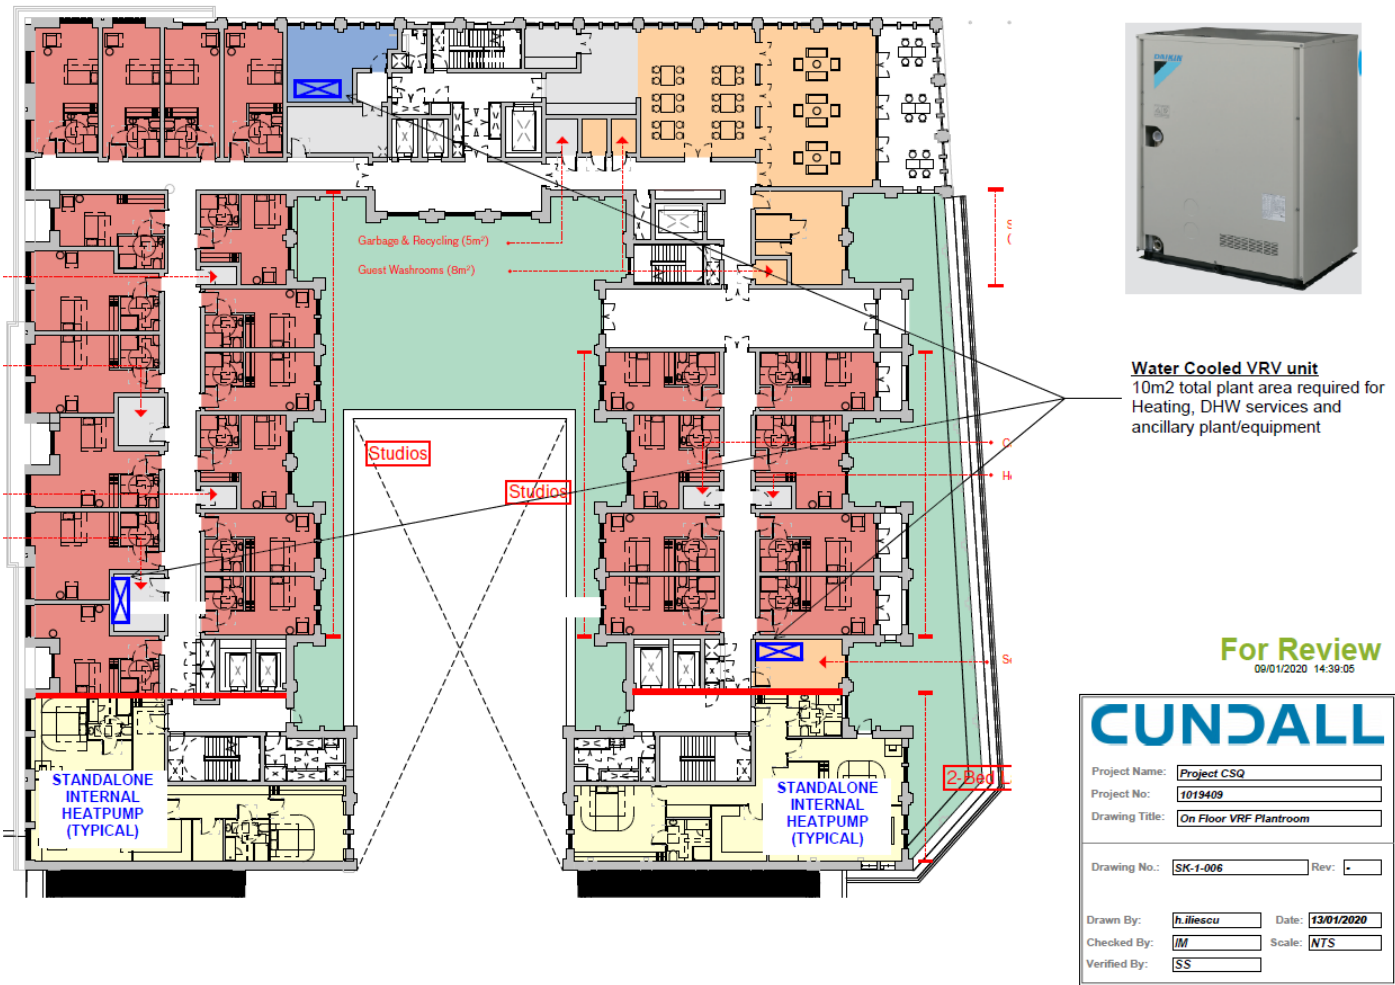 DAIKIN
Garbage & Recycling (5m²)
Guest Washrooms (8m²)
Water Cooled VRV unit
10m2 total plant area required for
Heating, DHW services and
ancillary plant/equipment
Studios
Studios
2-Bed
STANDALONE
INTERNAL
HEATPUMP
(TYPICAL)
STANDALONE
INTERNAL
HEATPUMP
(TYPICAL)
For Review
09/01/2020 14:39:05
CUNDALL
Project Name: Project CSQ
Project No: 1019409
Drawing Title: On Floor VRF Plantroom
Drawing No.: SK-1-006 Rev: -
Drawn By: h.iliescu Date: 13/01/2020
Checked By: IM Scale: NTS
Verified By: SS